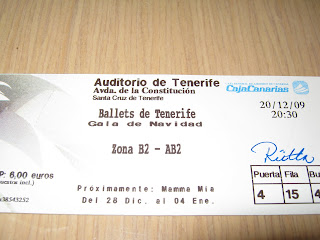 Auditorio de Tenerife
Avda. de la Constitución
Santa Cruz de Tenerife
CajaCanarias
20/12/09
20:30
Ballets de Tenerife
Gala de Navidad
Zona B2 - AB2
P: 6,00 euros
Puerta Fila Bu
4 15 4
Próximamente: Mamma Mia
Del 28 Dic. al 04 Ene.